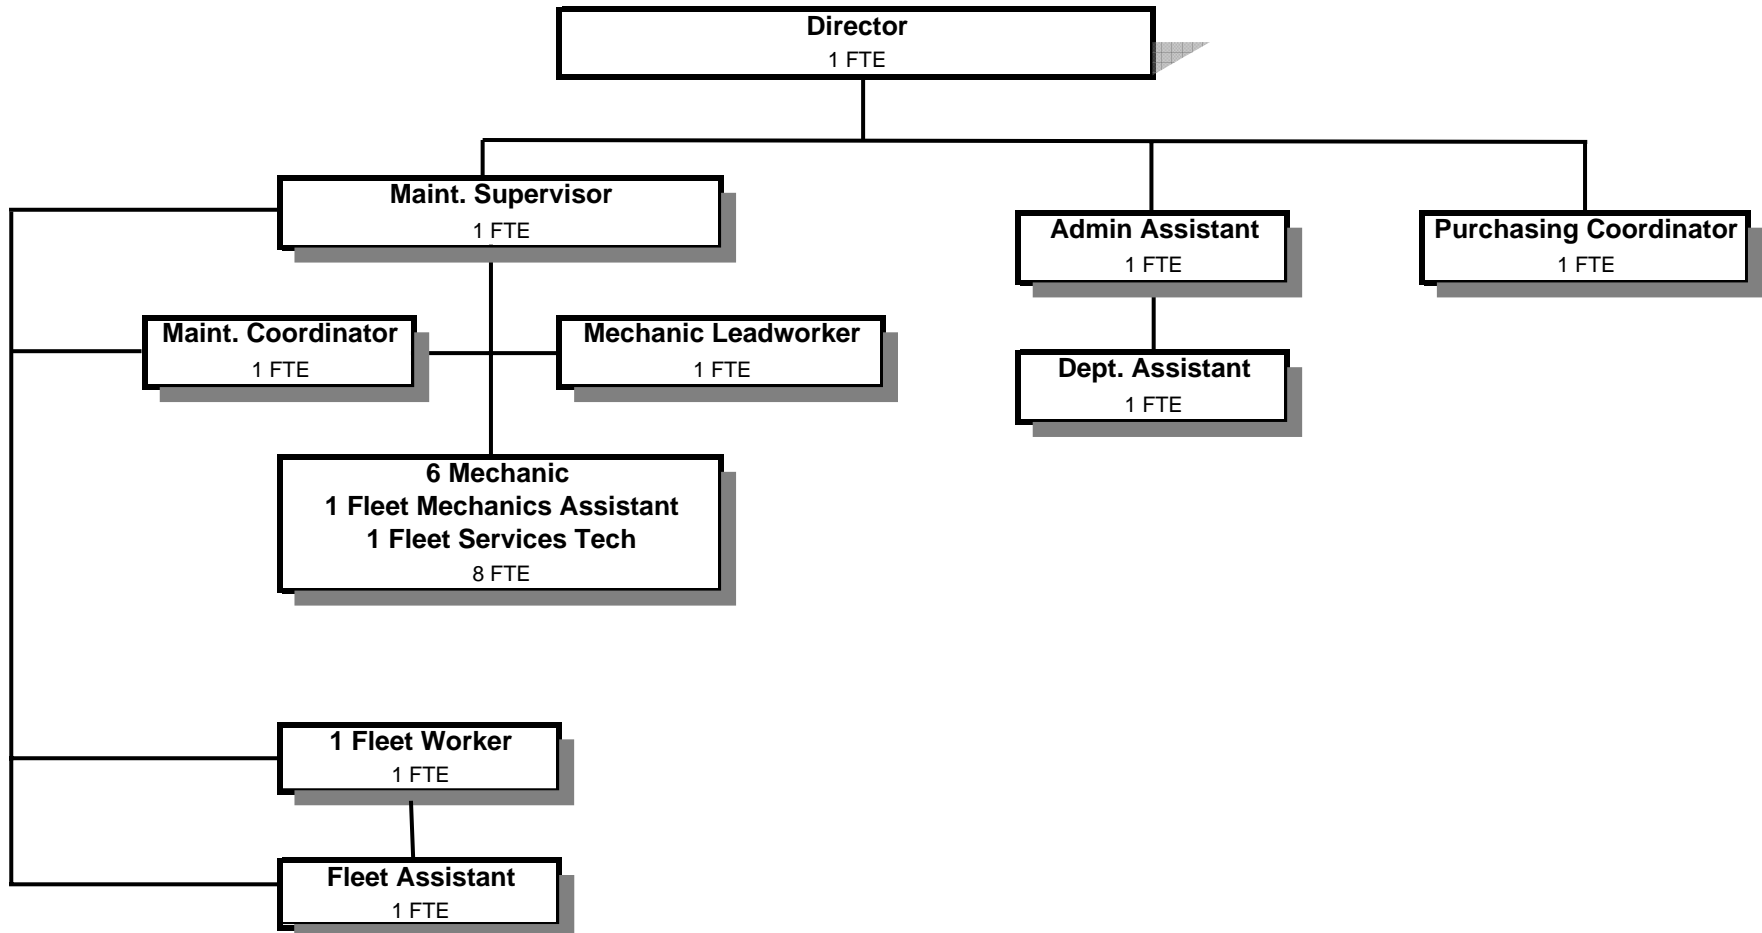 Director
1 FTE
Maint. Supervisor
1 FTE
Admin Assistant
1 FTE
Purchasing Coordinator
1 FTE
Maint. Coordinator
1 FTE
Mechanic Leadworker
1 FTE
Dept. Assistant
1 FTE
6 Mechanic
1 Fleet Mechanics Assistant
1 Fleet Services Tech
8 FTE
1 Fleet Worker
1 FTE
Fleet Assistant
1 FTE